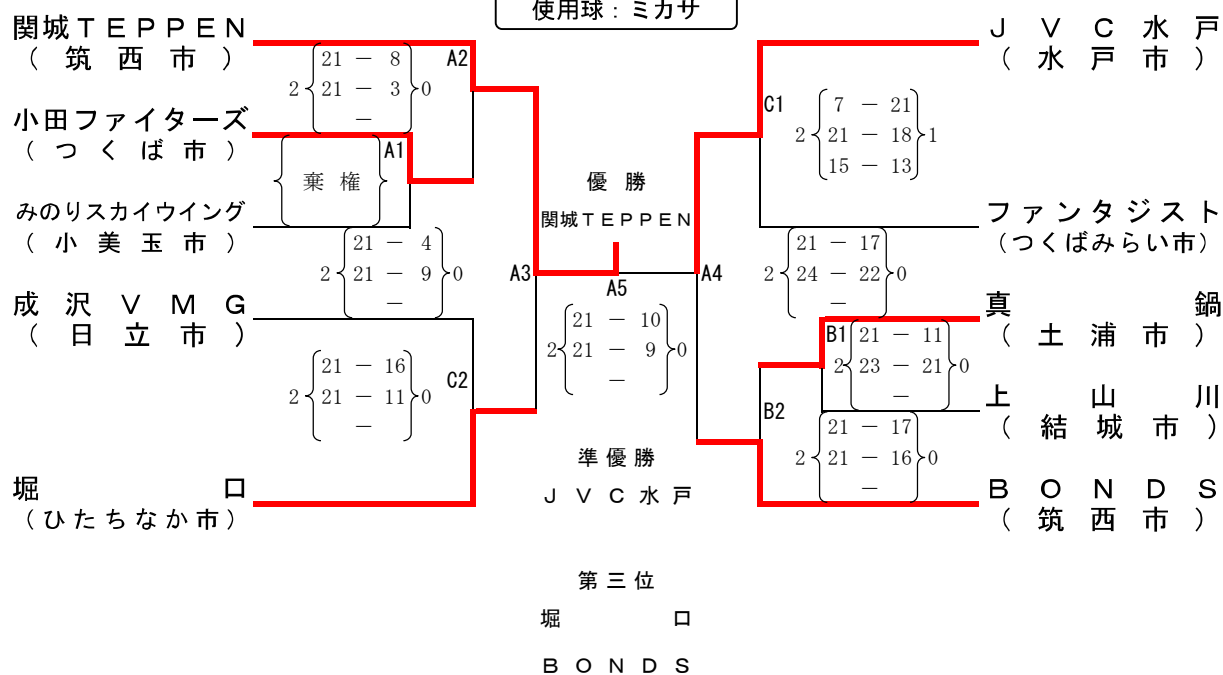 使用球：ミカサ
関城ＴＥＰＰＥＮ
（筑西市）
小田ファイターズ
（つくば市）
みのりスカイウイング
（小美玉市）
成沢ＶＭＧ
（日立市）
堀口
（ひたちなか市）
A2
21 － 8
2 21 － 3 0
－
A1
棄権
A3
21 － 4
2 21 － 9 0
－
C2
21 － 16
2 21 － 11 0
－
優勝
関城ＴＥＰＰＥＮ
A5
21 － 10
2 21 － 9 0
－
準優勝
ＪＶＣ水戸
第三位
堀口
ＢＯＮＤＳ
C1
7 － 21
2 21 － 18 1
15 － 13
A4
21 － 17
2 24 － 22 0
－
B1
21 － 11
2 23 － 21 0
－
B2
21 － 17
2 21 － 16 0
－
ＪＶＣ水戸
（水戸市）
ファンタジスト
（つくばみらい市）
真鍋
（土浦市）
上山川
（結城市）
ＢＯＮＤＳ
（筑西市）